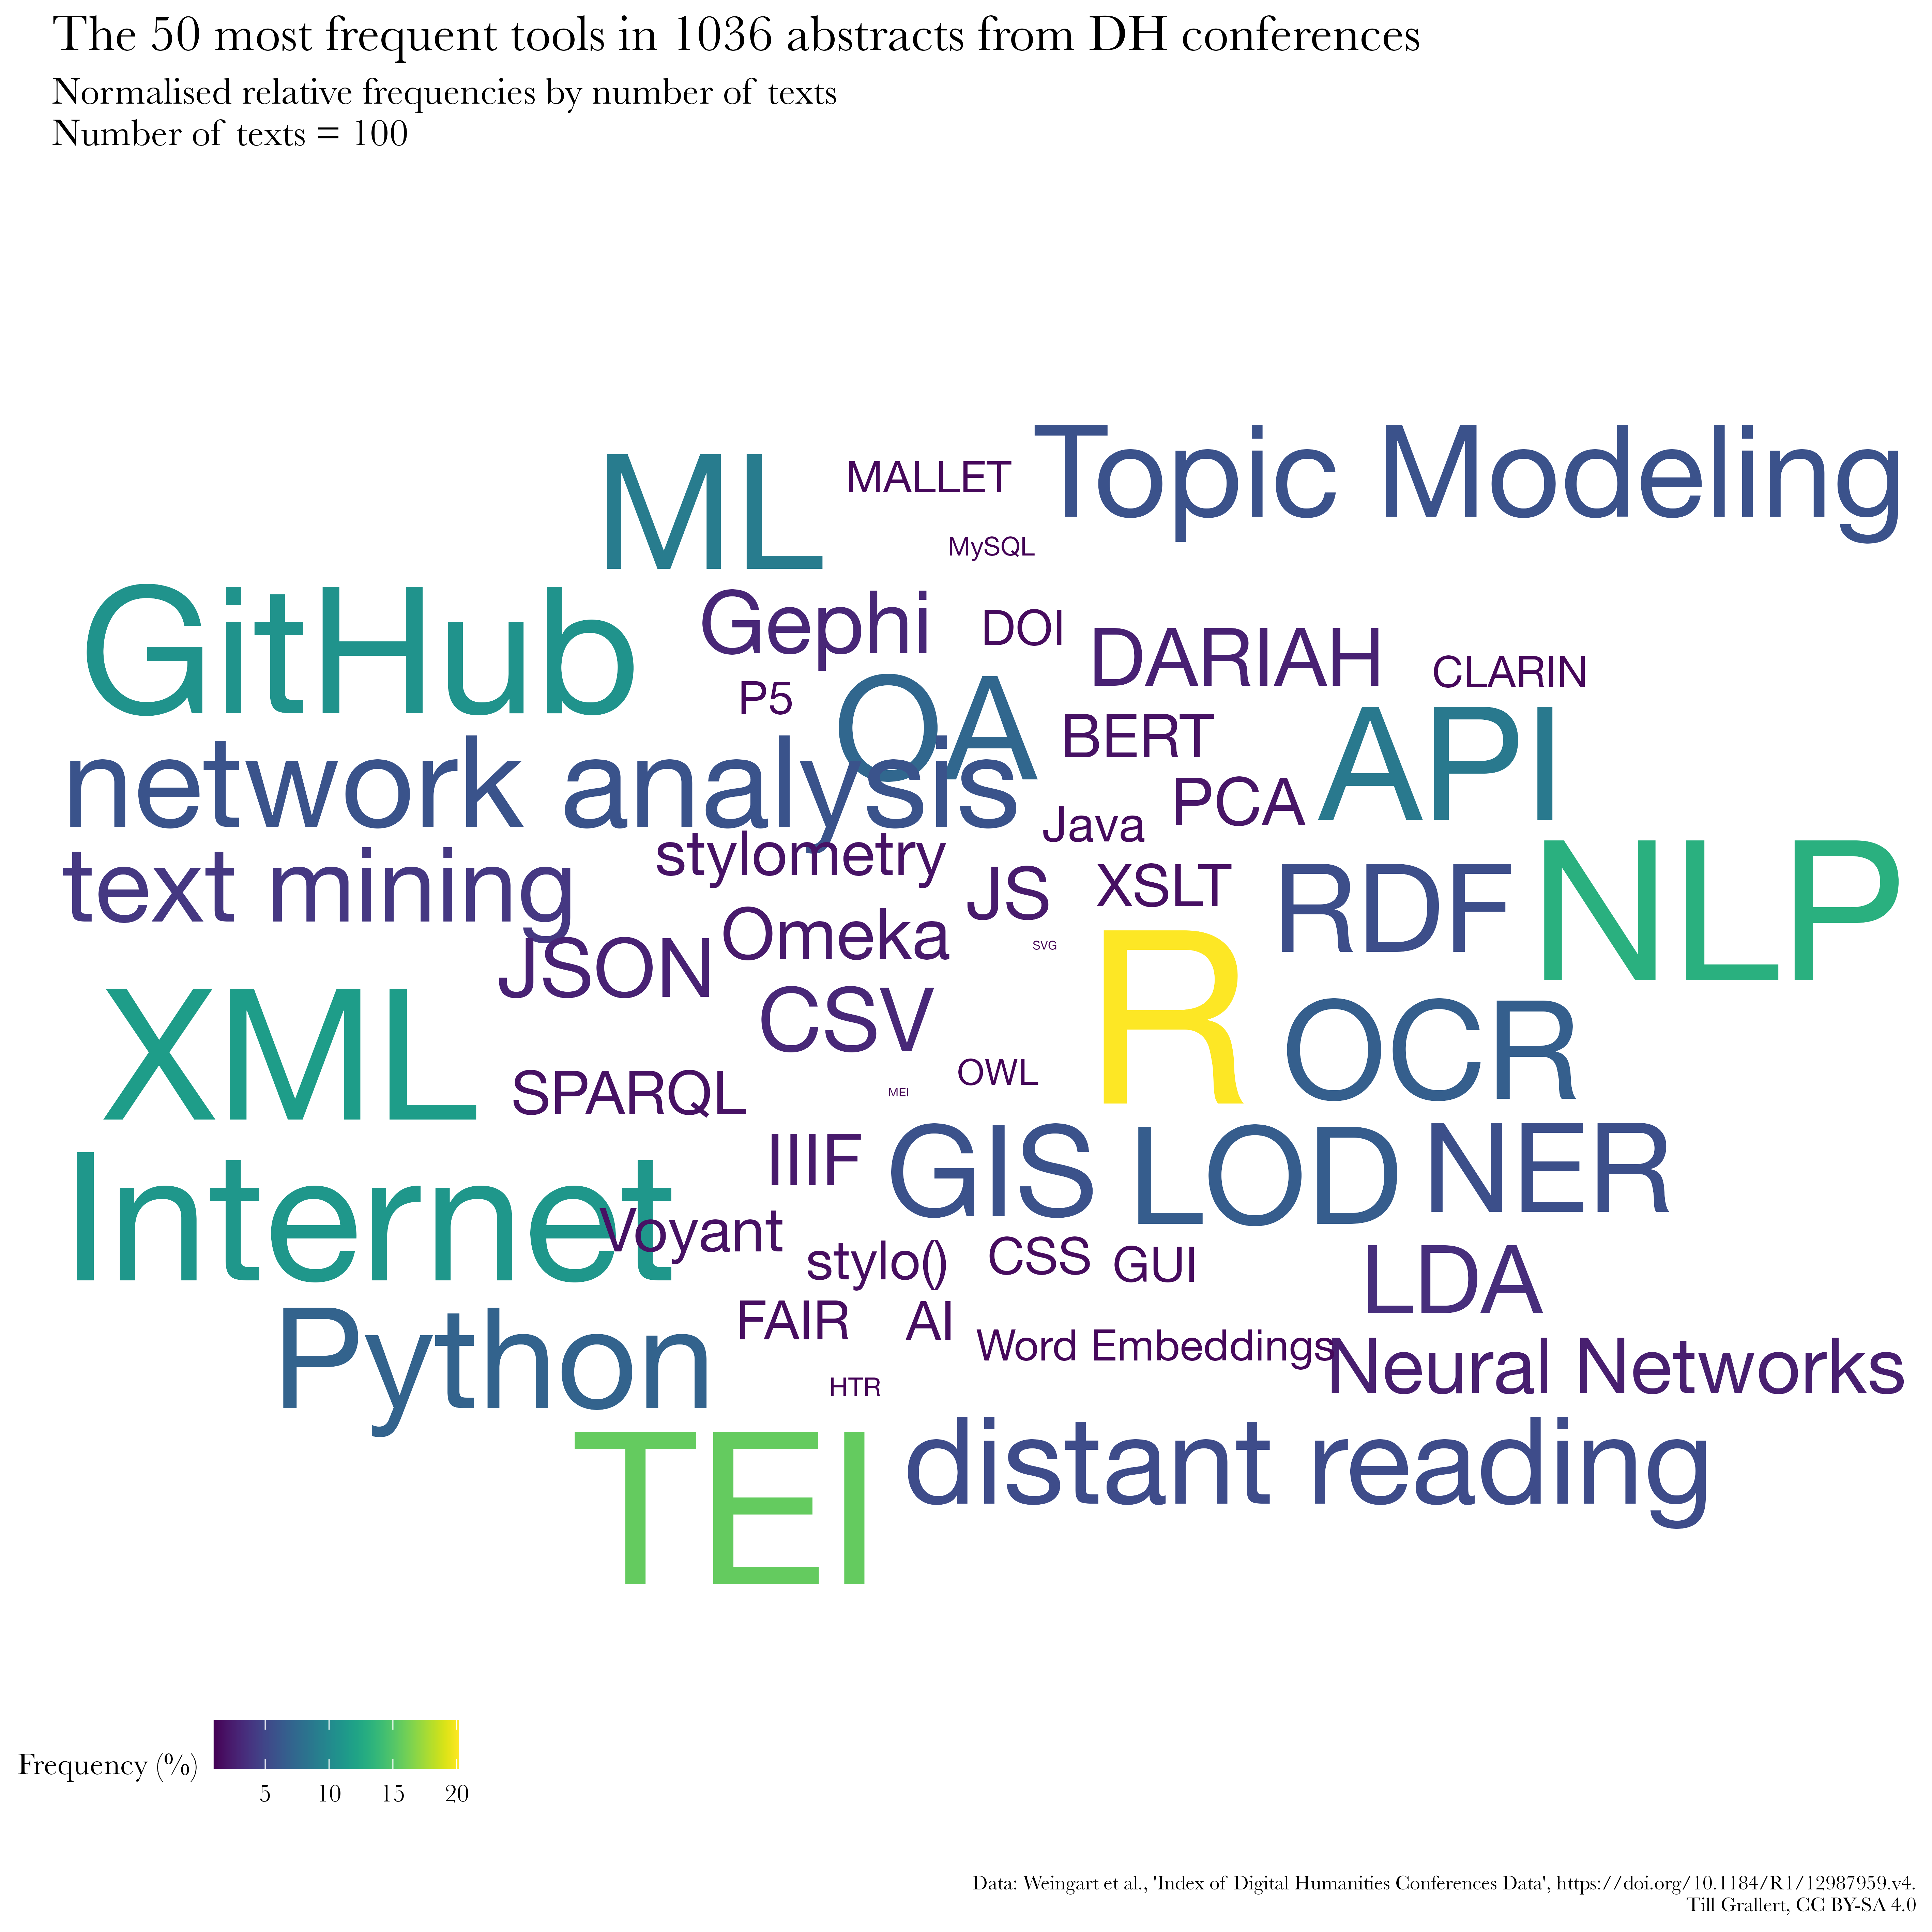 The 50 most frequent tools in 1036 abstracts from DH conferences
Normalised relative frequencies by number of texts
Number of texts = 100
Topic Modeling
ML
MALLET
MySQL
GitHub
Gephi
DOI
DARIAH
CLARIN
P5
OA
BERT
API
network analysis
PCA
Java
stylometry
text mining
JS
XSLT
RDF
NLP
Omeka
SVG
JSON
R
CSV
OCR
XML
OWL
SPARQL
MEI
IIIF
GIS
LOD
NER
Internet
Voyant
stylo()
CSS
GUI
LDA
FAIR
AI
Word Embeddings
Neural Networks
Python
HTR
distant reading
TEI
Frequency (%)
5 10 15 20
Data: Weingart et al., 'Index of Digital Humanities Conferences Data', https://doi.org/10.1184/R1/12987959.v4.
Till Grallert, CC BY-SA 4.0